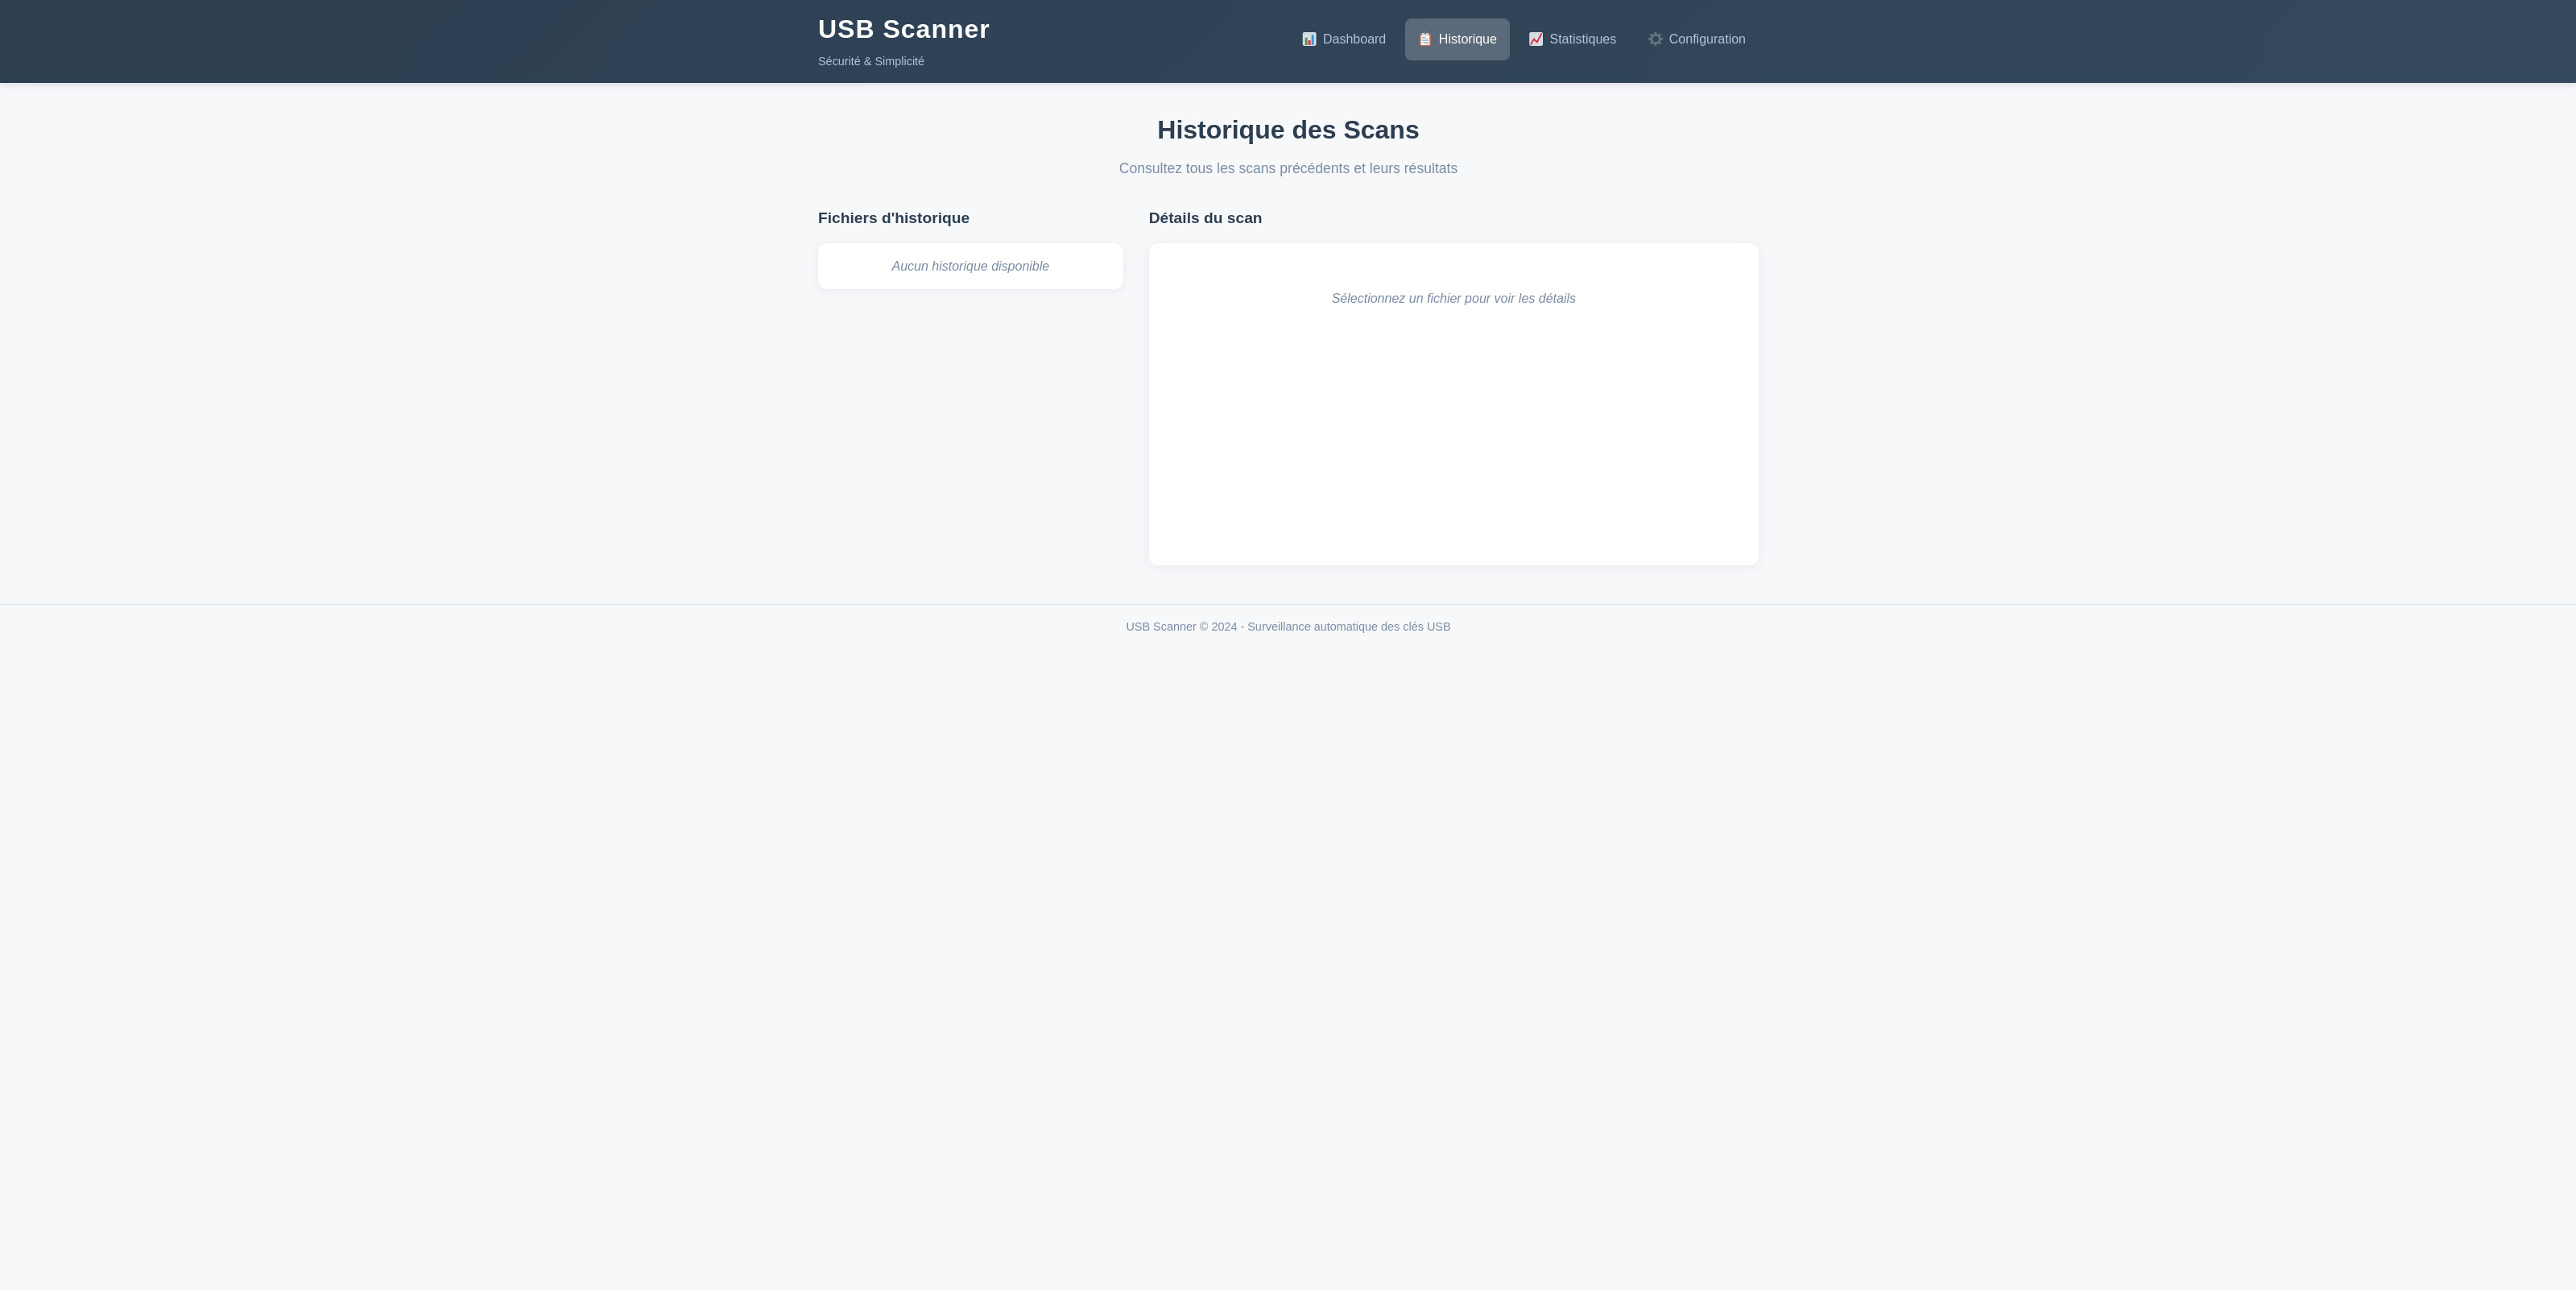 USB Scanner
Sécurité & Simplicité
Dashboard
Historique
Statistiques
Configuration
Historique des Scans
Consultez tous les scans précédents et leurs résultats
Fichiers d'historique
Aucun historique disponible
Détails du scan
Sélectionnez un fichier pour voir les détails
USB Scanner © 2024 - Surveillance automatique des clés USB